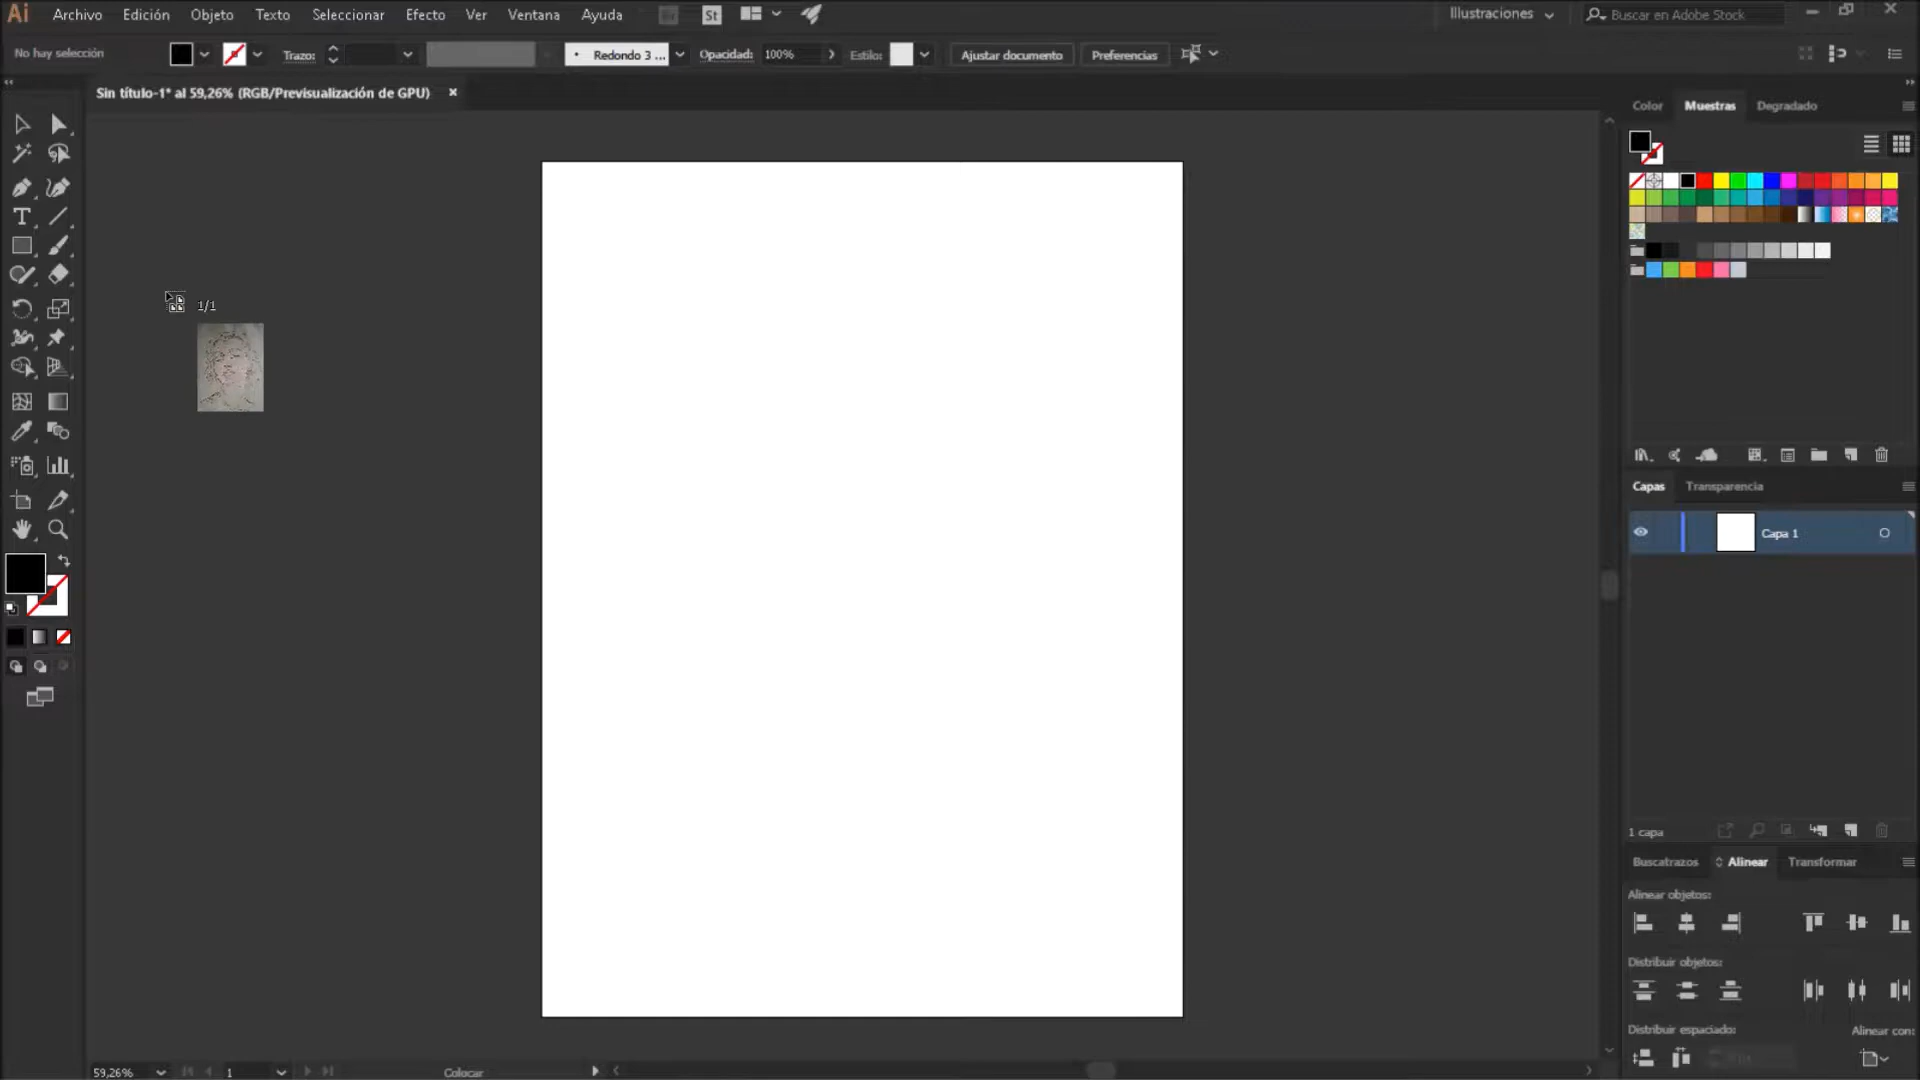 Ai Archivo Edición Objeto Texto Seleccionar Efecto Ver Ventana Ayuda St Illustraciones Buscar en Adobe Stock
No hay selección Trazo: Redondo 3 ... Opacidad: 100% Estilo: Ajustar documento Preferencias
Sin título-1* al 59,26% (RGB/Previsualización de GPU)
Color Muestras Degradado
1/1
Capas Transparencia
Capa 1
1 capa
Buscatrazos Alinear Transformar
Alinear objetos:
Distribuir objetos:
Distribuir espaciado: Alinear con:
59,26% 1 Colocar